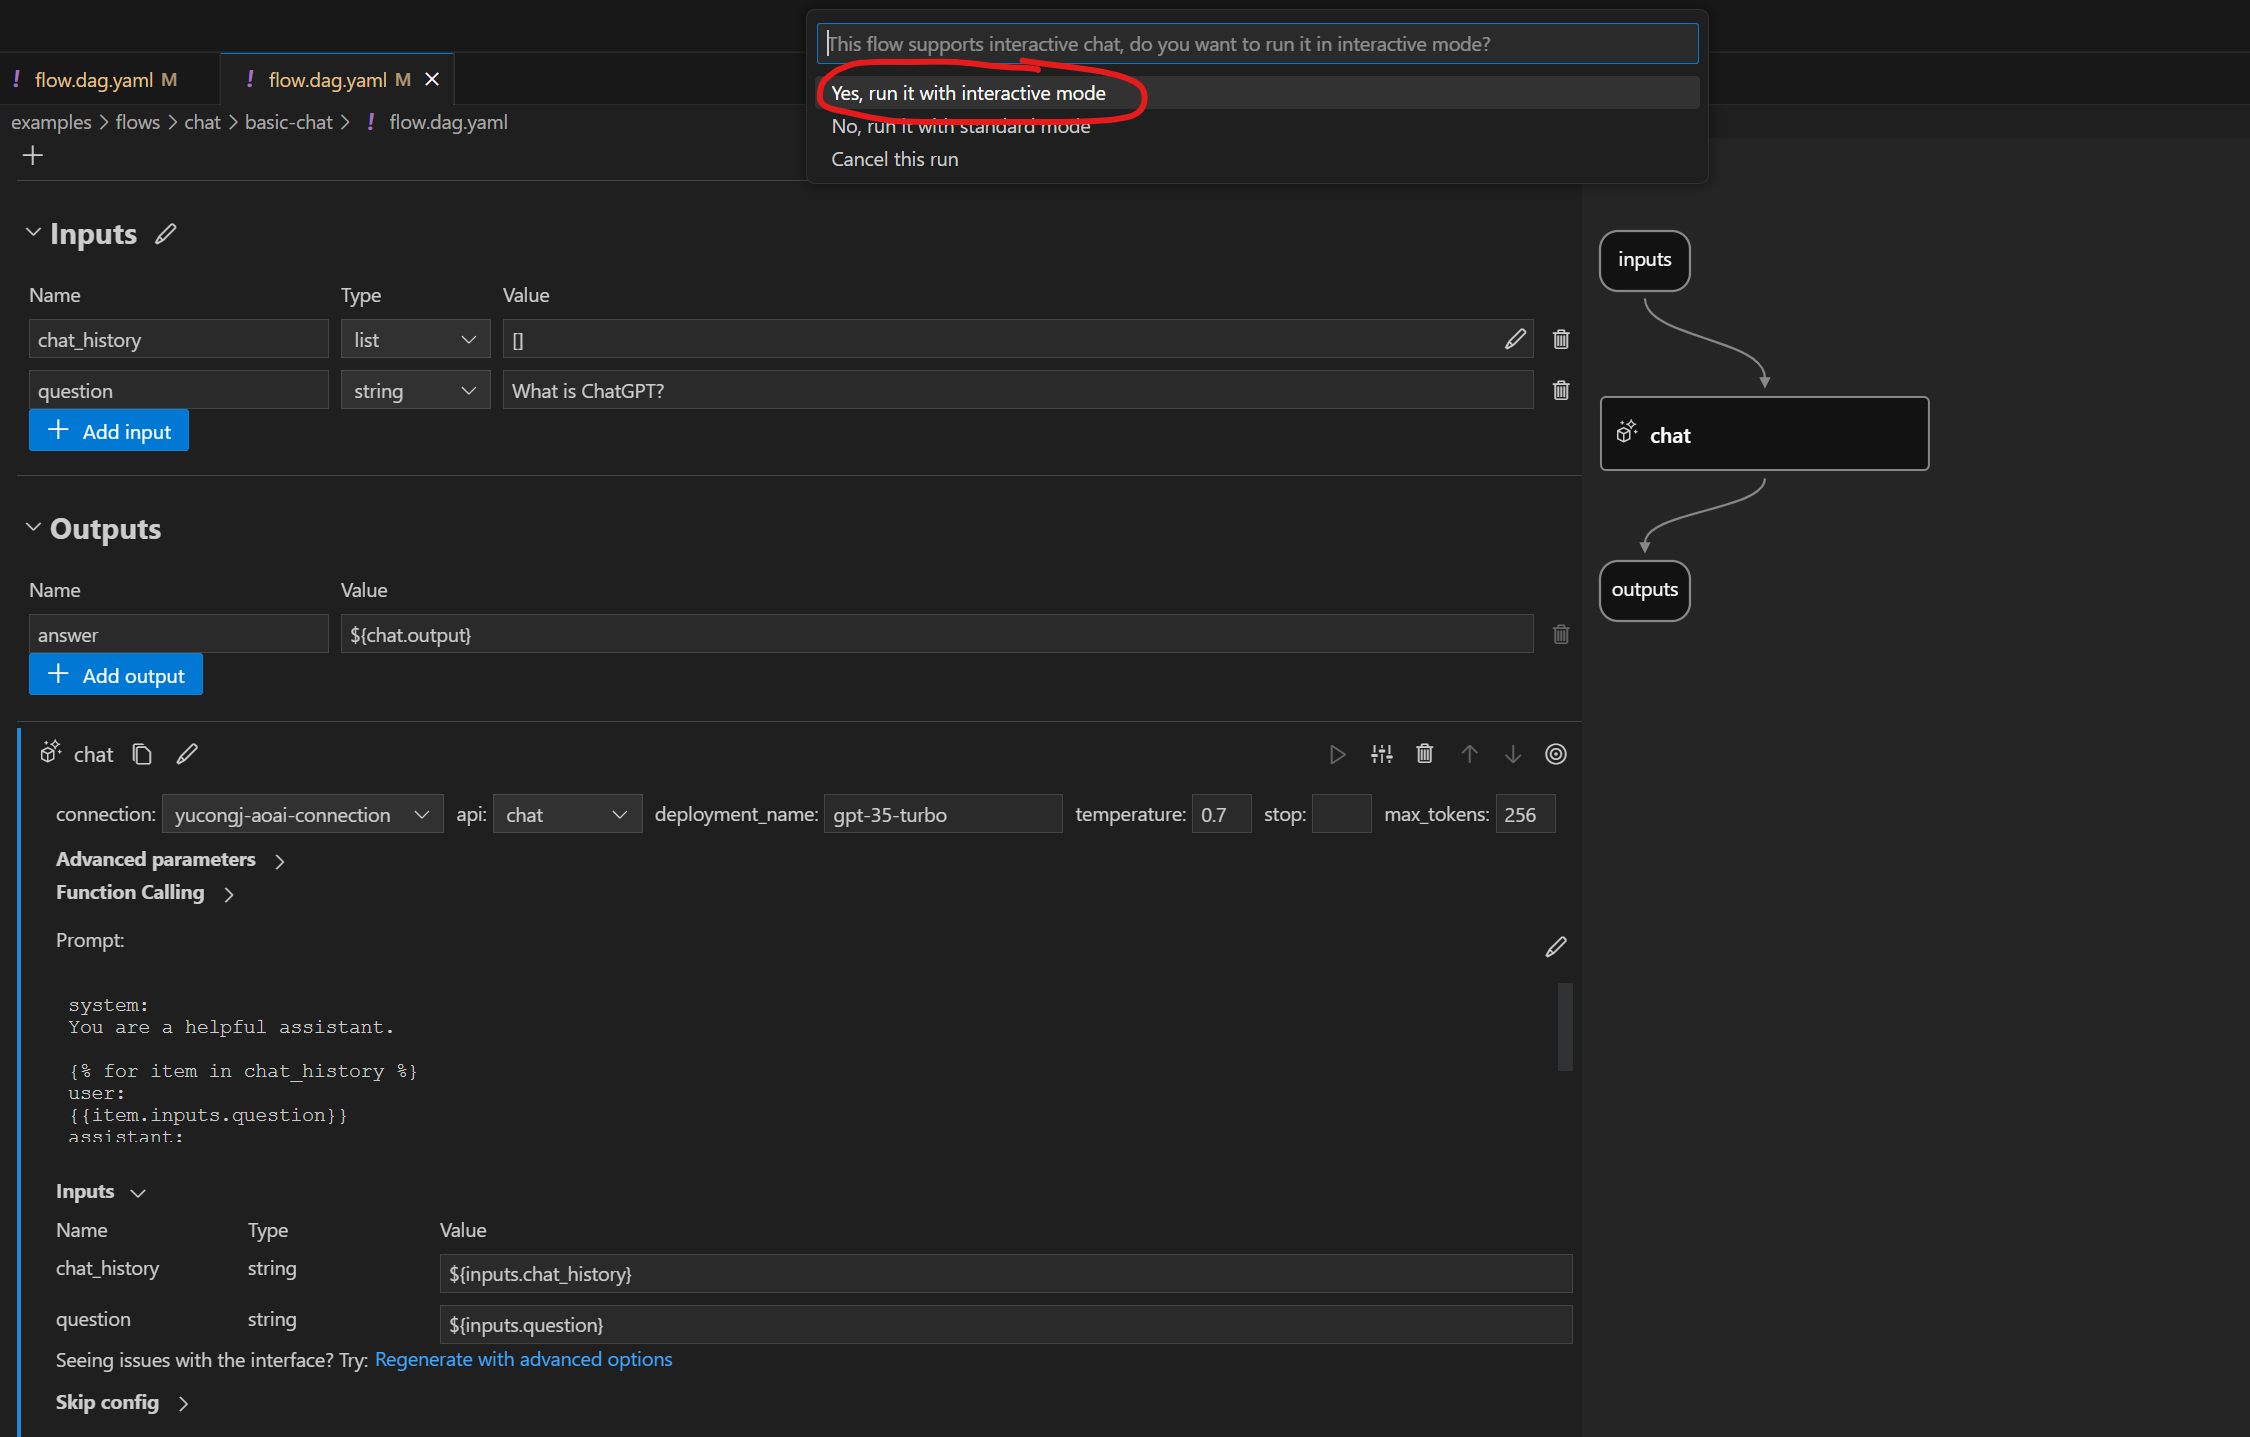 This flow supports interactive chat, do you want to run it in interactive mode?
Yes, run it with interactive mode
No, run it with standard mode
Cancel this run
! flow.dag.yaml M
! flow.dag.yaml M
examples > flows > chat > basic-chat > ! flow.dag.yaml
Inputs
Name Type Value
chat_history list []
question string What is ChatGPT?
+ Add input
Outputs
Name Value
answer ${chat.output}
+ Add output
chat
connection: yucongj-aoai-connection api: chat deployment_name: gpt-35-turbo temperature: 0.7 stop: max_tokens: 256
Advanced parameters >
Function Calling >
Prompt:
system:
You are a helpful assistant.
{% for item in chat_history %}
user:
{{item.inputs.question}}
assistant:
Inputs
Name Type Value
chat_history string ${inputs.chat_history}
question string ${inputs.question}
Seeing issues with the interface? Try: Regenerate with advanced options
Skip config >
inputs
chat
outputs